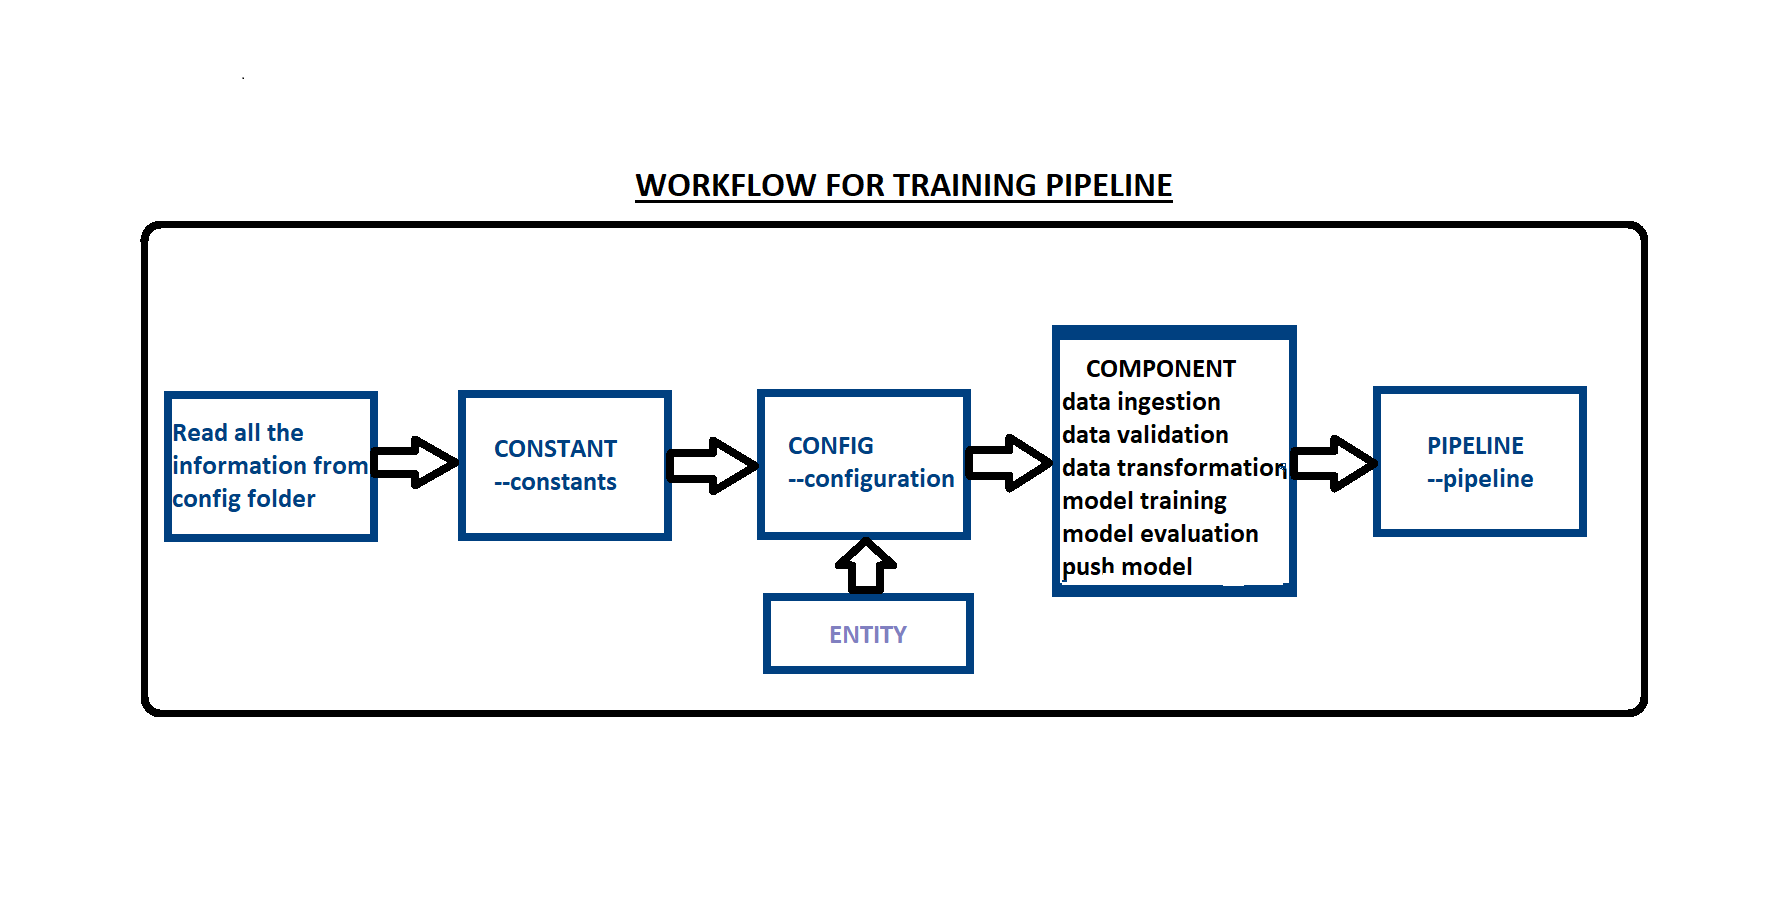 WORKFLOW FOR TRAINING PIPELINE
Read all the
information from
config folder
CONSTANT
--constants
CONFIG
--configuration
ENTITY
COMPONENT
data ingestion
data validation
data transformation
model training
model evaluation
push model
PIPELINE
--pipeline